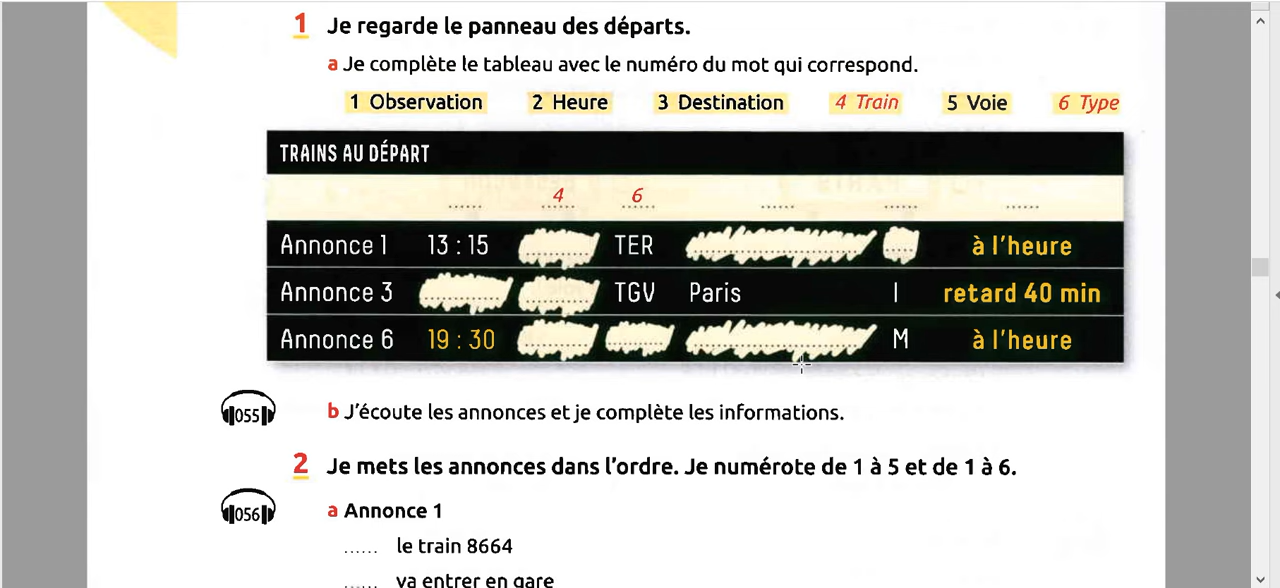 1 Je regarde le panneau des départs.
a Je complète le tableau avec le numéro du mot qui correspond.
1 Observation 2 Heure 3 Destination 4 Train 5 Voie 6 Type
TRAINS AU DÉPART
...... 4 ...... 6 ...... ...... ...... ......
Annonce 1 13 : 15 TER à l'heure
Annonce 3 TGV Paris I retard 40 min
Annonce 6 19 : 30 M à l'heure
055 b J'écoute les annonces et je complète les informations.
2 Je mets les annonces dans l'ordre. Je numérote de 1 à 5 et de 1 à 6.
056 a Annonce 1
...... le train 8664
...... va entrer en gare